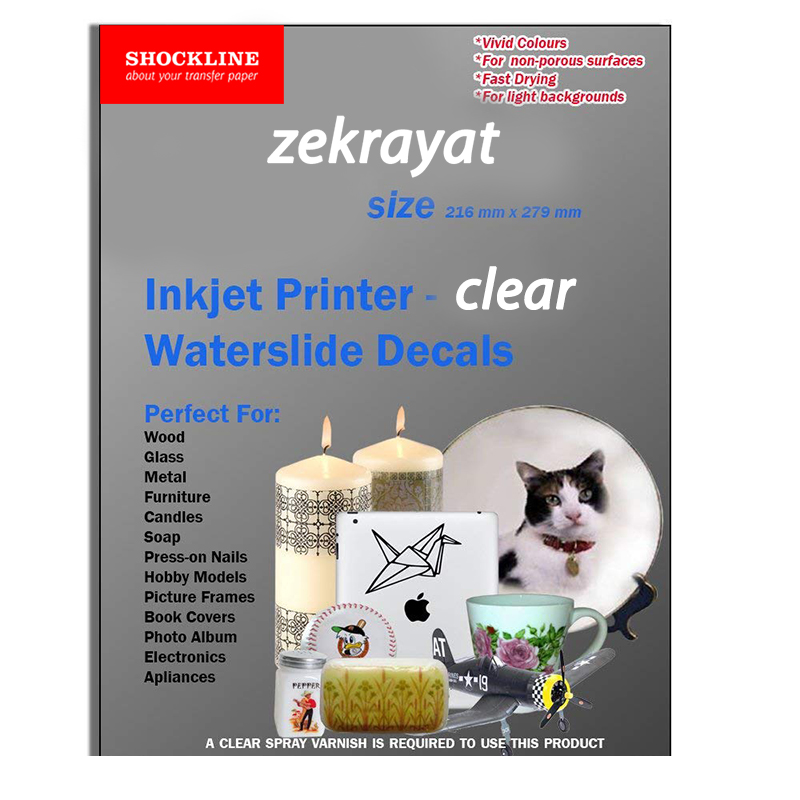 SHOCKLINE
about your transfer paper
*Vivid Colours
*For non-porous surfaces
*Fast Drying
*For light backgrounds
zekrayat
size 216 mm x 279 mm
Inkjet Printer - clear
Waterslide Decals
Perfect For:
Wood
Glass
Metal
Furniture
Candles
Soap
Press-on Nails
Hobby Models
Picture Frames
Book Covers
Photo Album
Electronics
Apliances
AT
19
PEPPER
A CLEAR SPRAY VARNISH IS REQUIRED TO USE THIS PRODUCT